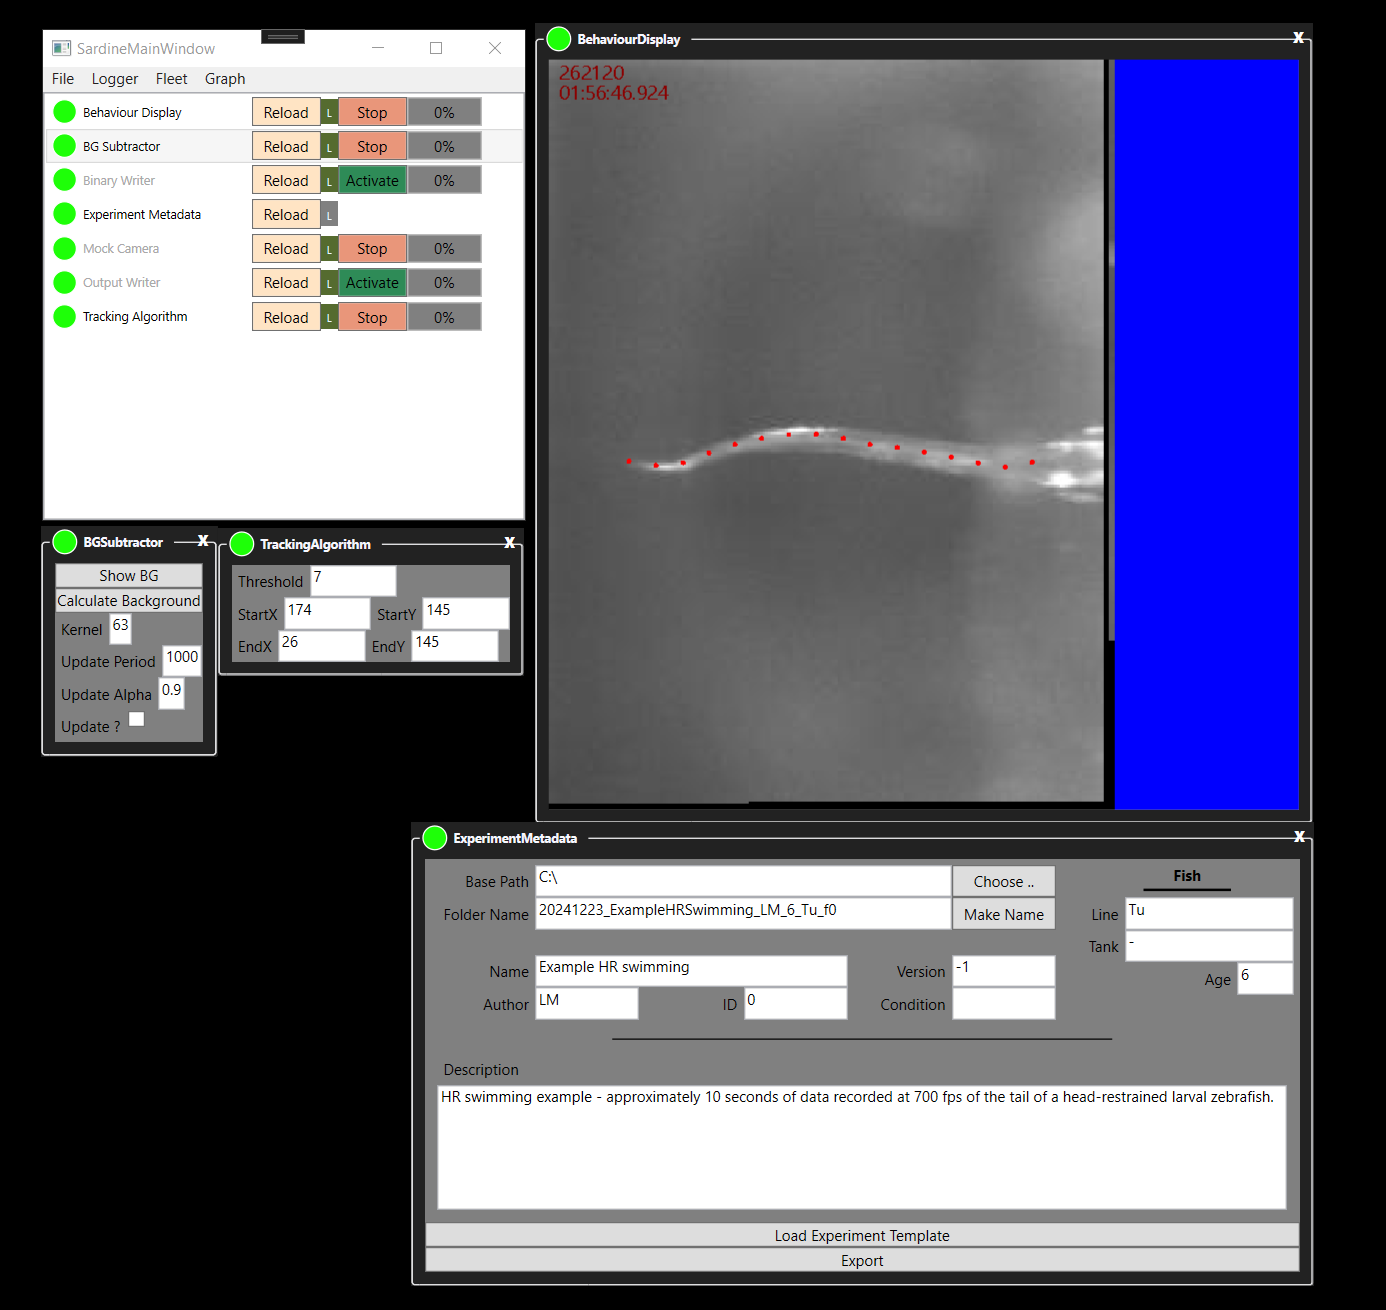 SardineMainWindow
File Logger Fleet Graph
Behaviour Display Reload L Stop 0%
BG Subtractor Reload L Stop 0%
Binary Writer Reload L Activate 0%
Experiment Metadata Reload L
Mock Camera Reload L Stop 0%
Output Writer Reload L Activate 0%
Tracking Algorithm Reload L Stop 0%
BehaviourDisplay X
262120
01:56:46.924
BGSubtractor X
Show BG
Calculate Background
Kernel 63
Update Period 1000
Update Alpha 0.9
Update ?
TrackingAlgorithm X
Threshold 7
StartX 174 StartY 145
EndX 26 EndY 145
ExperimentMetadata X
Base Path C:\ Choose ..
Folder Name 20241223_ExampleHRSwimming_LM_6_Tu_f0 Make Name
Name Example HR swimming Version -1
Author LM ID 0 Condition
Fish
Line Tu
Tank -
Age 6
Description
HR swimming example - approximately 10 seconds of data recorded at 700 fps of the tail of a head-restrained larval zebrafish.
Load Experiment Template
Export